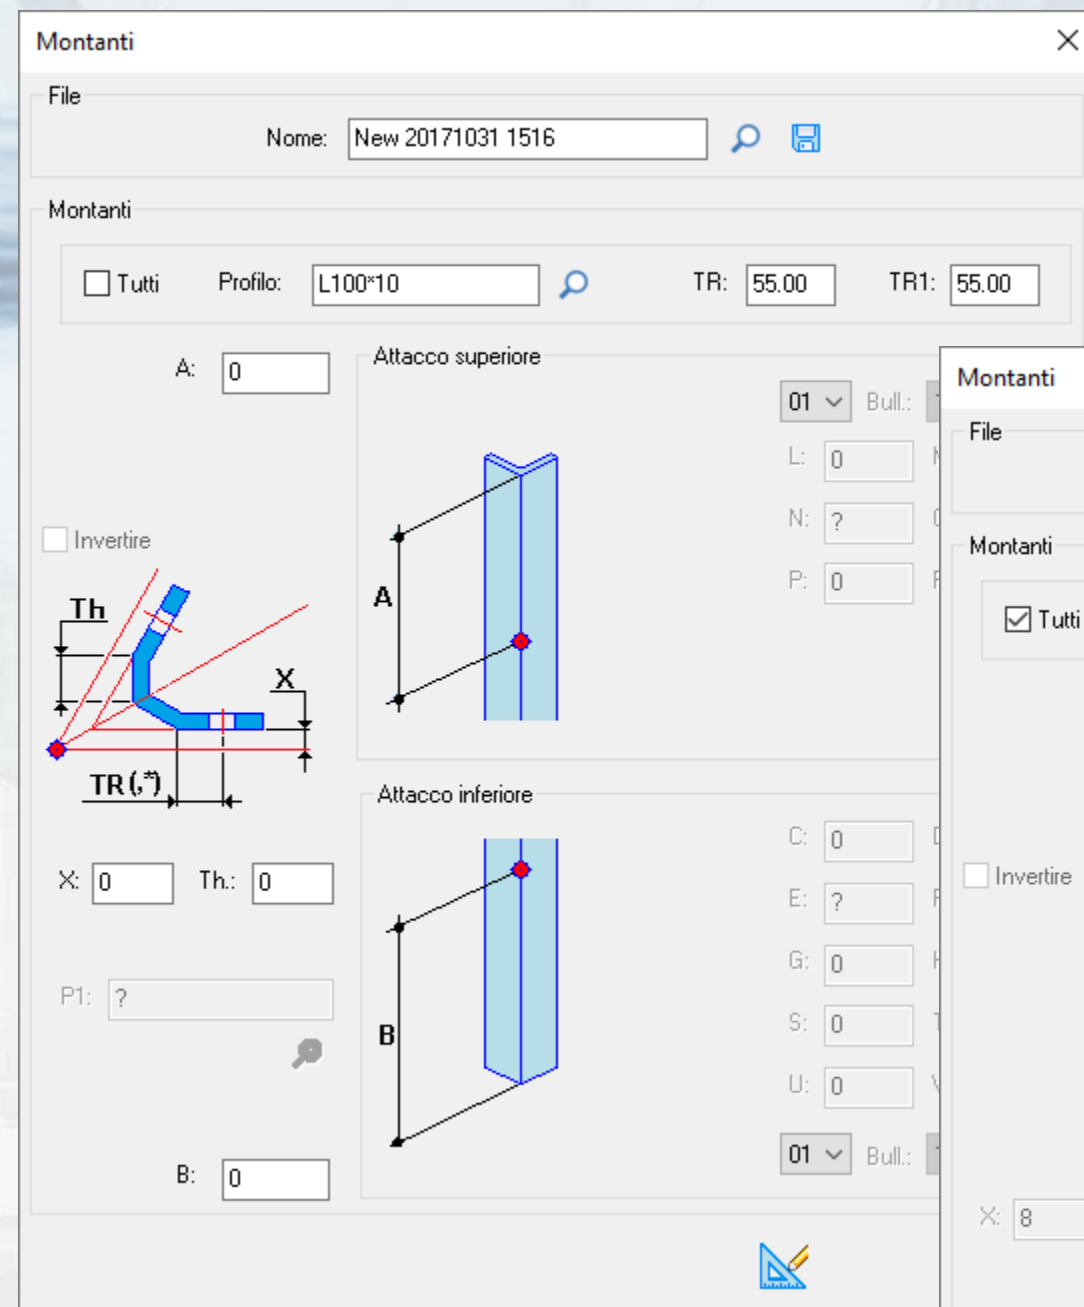 Montanti
File
Nome: New 20171031 1516
Montanti
Tutti Profilo: L100*10 TR: 55.00 TR1: 55.00
A: 0
Attacco superiore
01 Bull.:
L: 0
N: ?
P: 0
A
Invertire
Th
X
TR(,*)
X: 0 Th.: 0
P1: ?
B: 0
Attacco inferiore
C: 0
E: ?
G: 0
S: 0
U: 0
B
01 Bull.:
Montanti
File
Montanti
Tutti
Invertire
X: 8